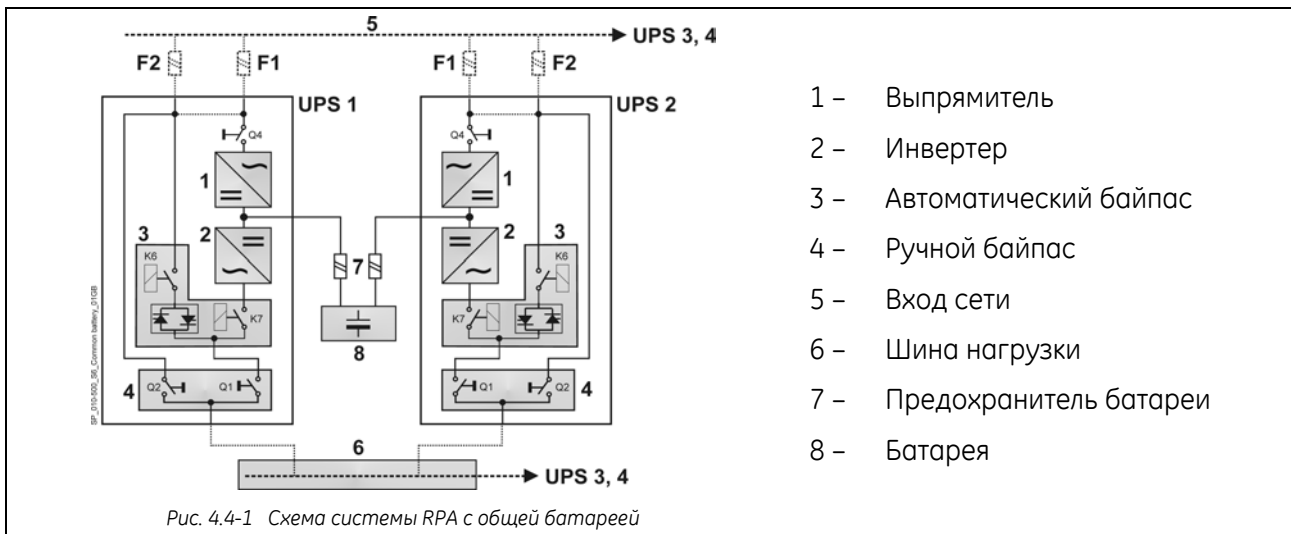 5
UPS 3, 4
F2
F1
F1
F2
UPS 1
UPS 2
Q4
Q4
1
1
2
2
3
3
K6
K6
K7
K7
7
8
4
Q2
Q1
Q1
Q2
4
6
UPS 3, 4
SP_010-500_S6_Common battery_01GB
Рис. 4.4-1 Схема системы RPA с общей батареей
1 – Выпрямитель
2 – Инвертер
3 – Автоматический байпас
4 – Ручной байпас
5 – Вход сети
6 – Шина нагрузки
7 – Предохранитель батареи
8 – Батарея